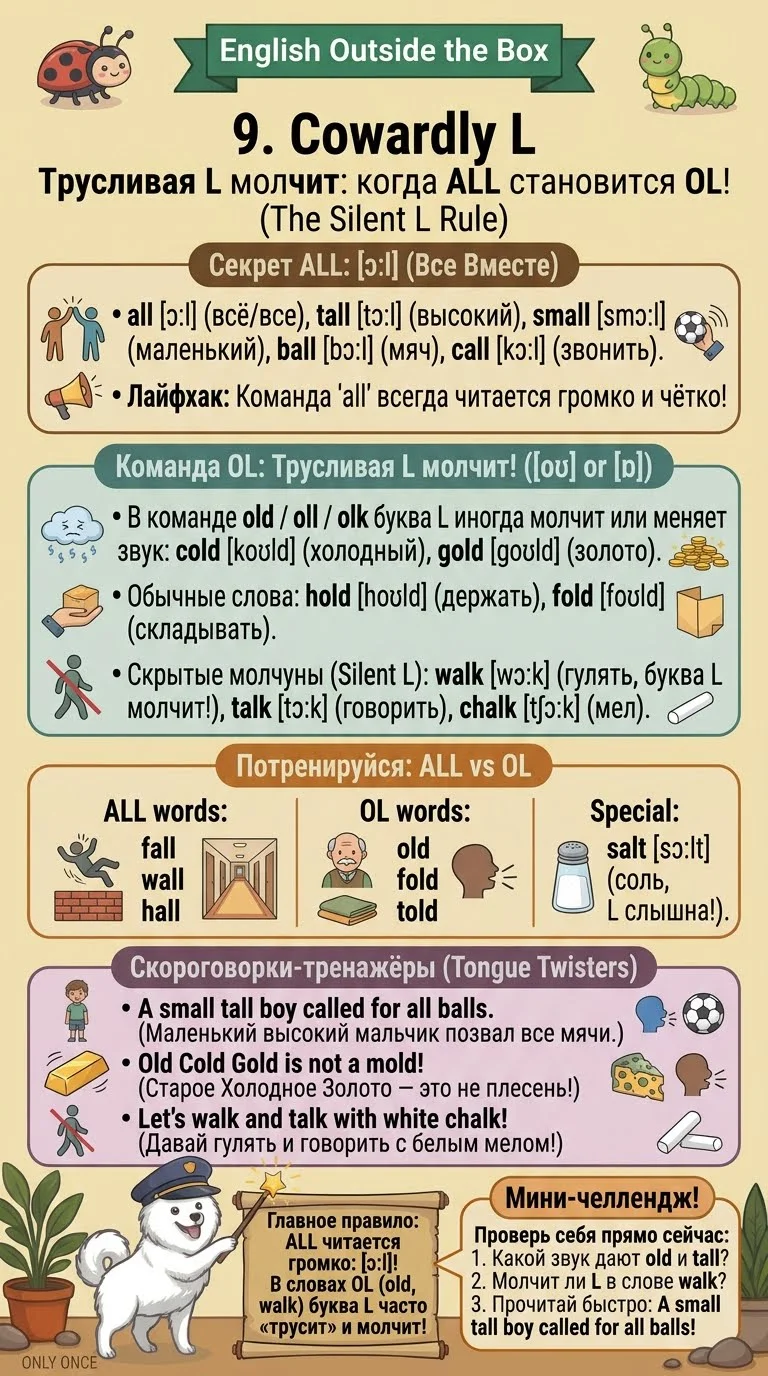 English Outside the Box
9. Cowardly L
Трусливая L молчит: когда ALL становится OL!
(The Silent L Rule)
Секрет ALL: [ɔ:l] (Все Вместе)
• all [ɔ:l] (всё/все), tall [tɔ:l] (высокий), small [smɔ:l]
(маленький), ball [bɔ:l] (мяч), call [kɔ:l] (звонить).
• Лайфхак: Команда 'all' всегда читается громко и чётко!
Команда OL: Трусливая L молчит! ([oʊ] or [ɒ])
• В команде old / oll / olk буква L иногда молчит или меняет
звук: cold [koʊld] (холодный), gold [goʊld] (золото).
• Обычные слова: hold [hoʊld] (держать), fold [foʊld]
(складывать).
• Скрытые молчуны (Silent L): walk [wɔ:k] (гулять, буква L
молчит!), talk [tɔ:k] (говорить), chalk [tʃɔ:k] (мел).
Потренируйся: ALL vs OL
ALL words:
fall
wall
hall
OL words:
old
fold
told
Special:
salt [sɔ:lt]
(соль,
L слышна!).
Скороговорки-тренажёры (Tongue Twisters)
• A small tall boy called for all balls.
(Маленький высокий мальчик позвал все мячи.)
• Old Cold Gold is not a mold!
(Старое Холодное Золото — это не плесень!)
• Let's walk and talk with white chalk!
(Давай гулять и говорить с белым мелом!)
Главное правило:
ALL читается
громко: [ɔ:l]!
В словах OL (old,
walk) буква L часто
«трусит» и молчит!
Мини-челлендж!
Проверь себя прямо сейчас:
1. Какой звук дают old и tall?
2. Молчит ли L в слове walk?
3. Прочитай быстро: A small
tall boy called for all balls!
ONLY ONCE